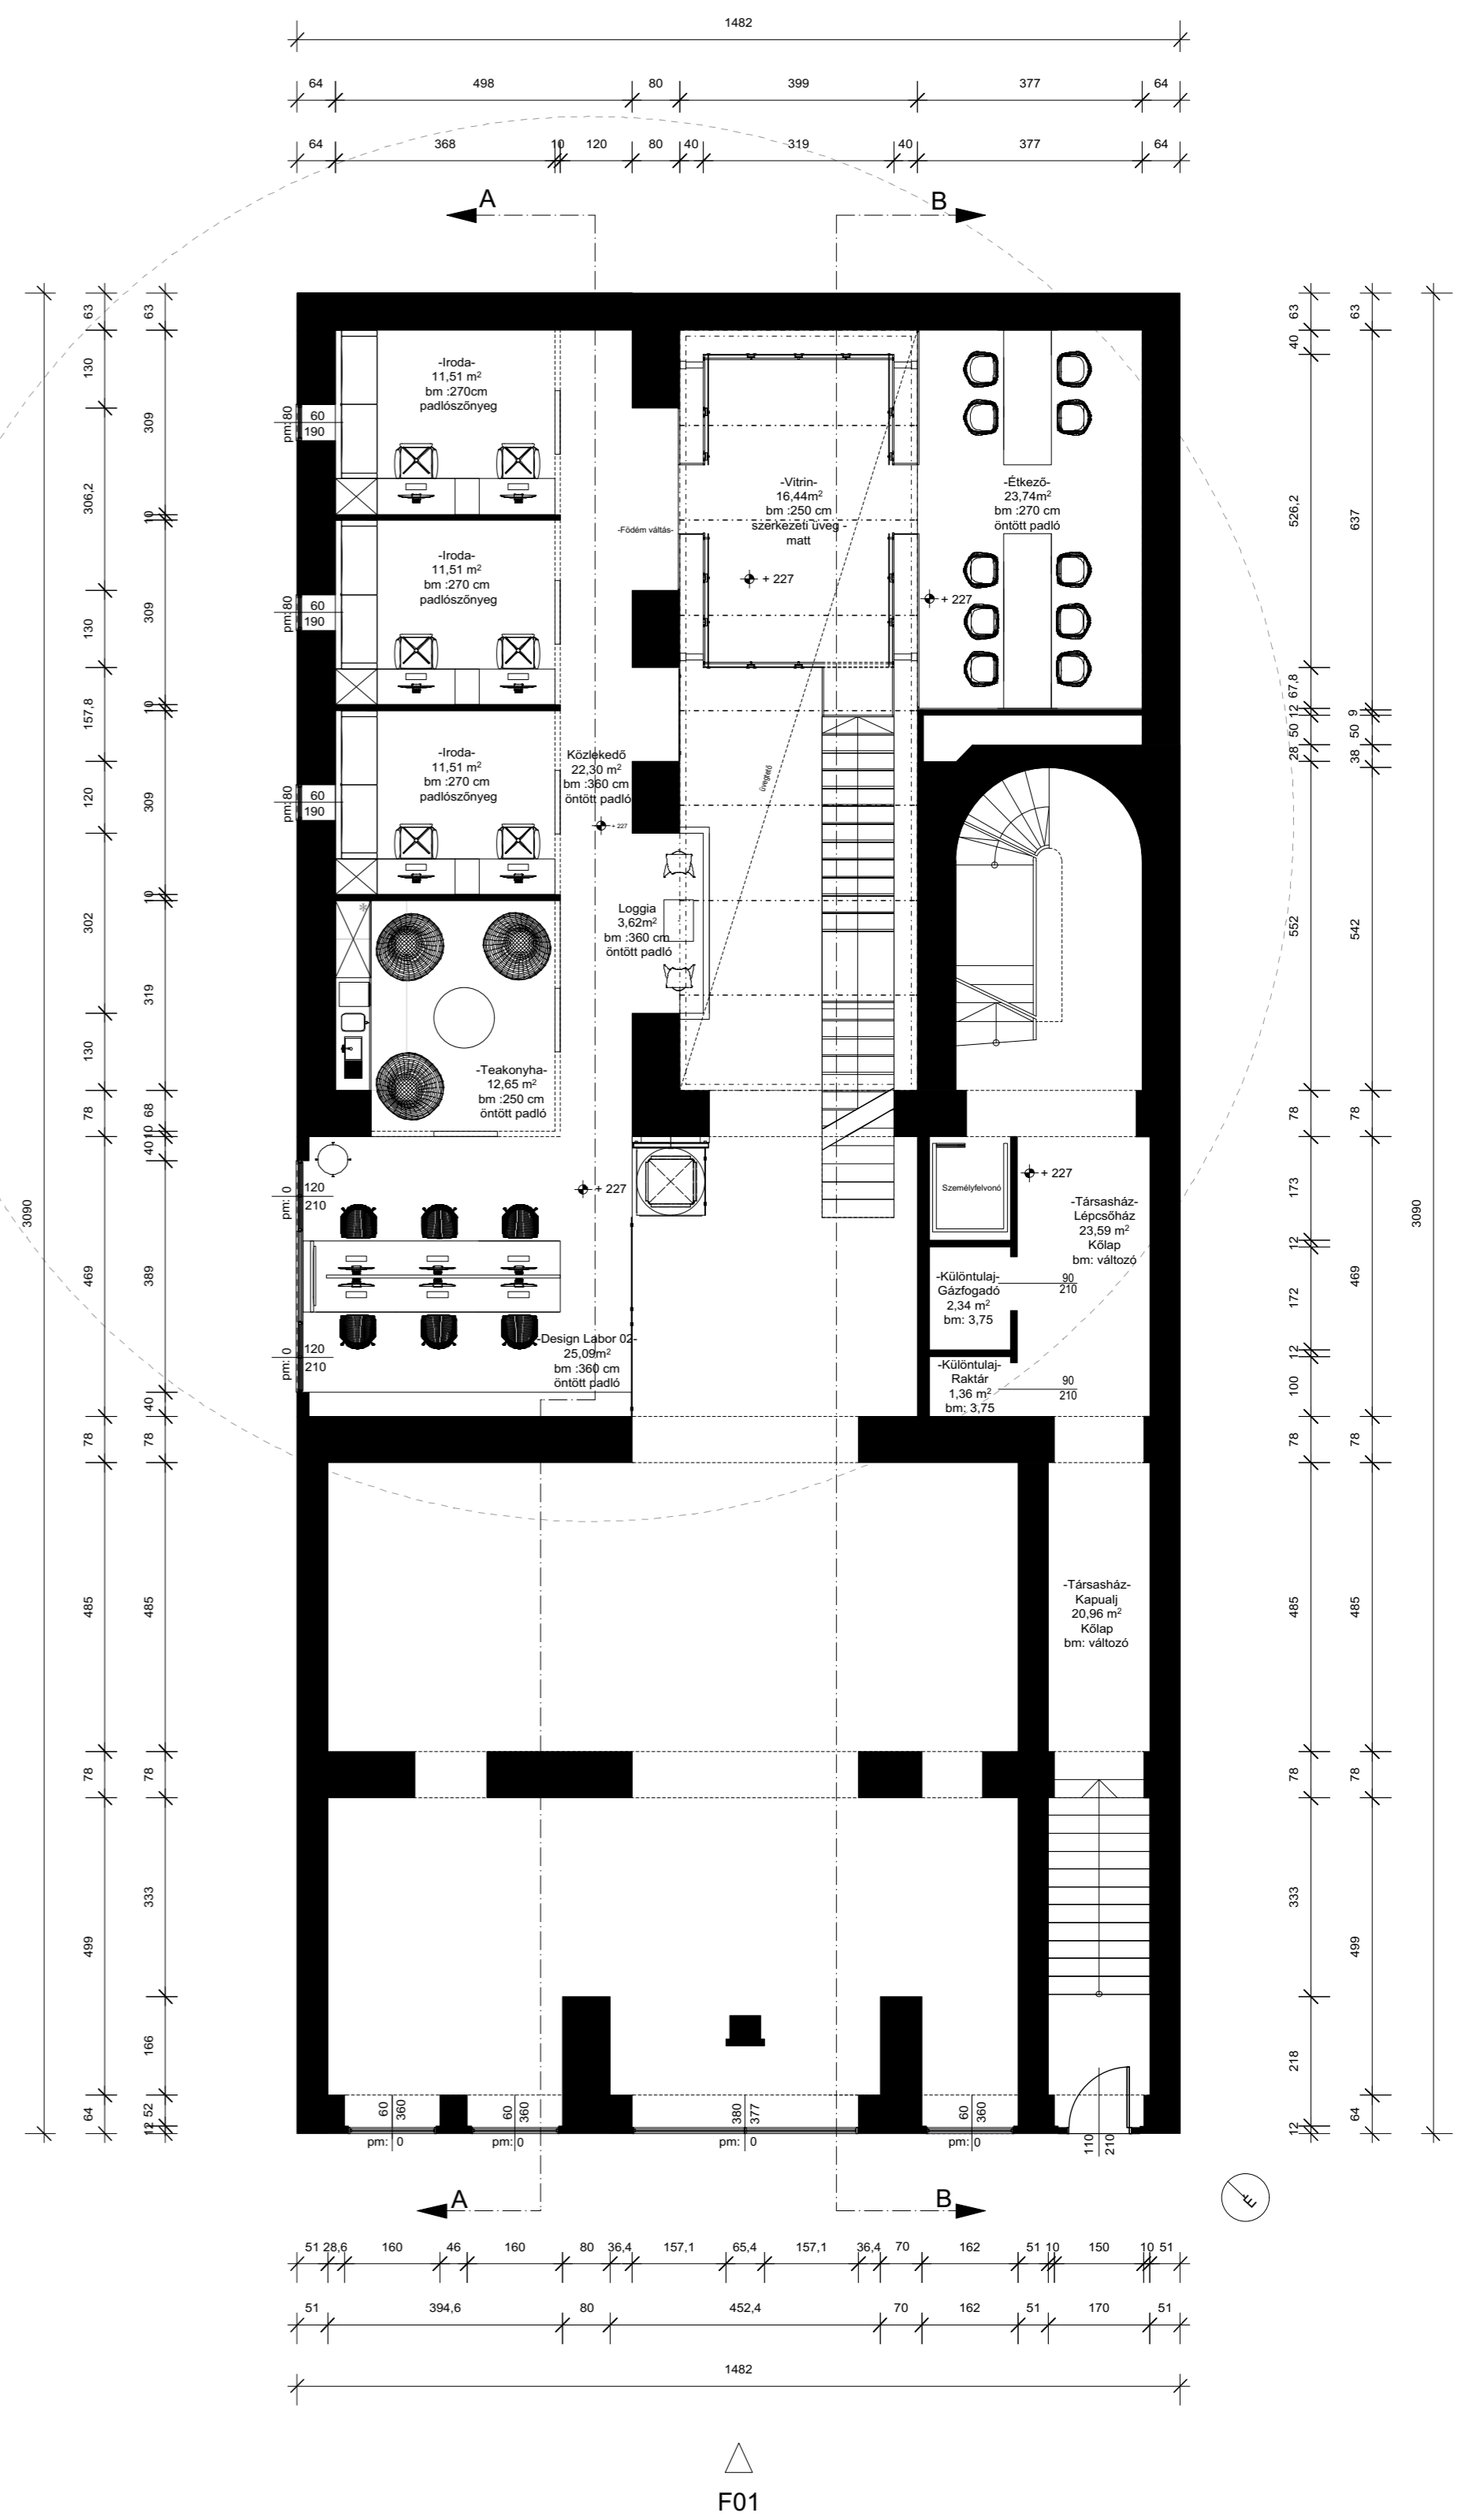 1482
64 498 80 399 377 64
64 368 10 120 80 40 319 40 377 64
A
B
3090
63
130
306,2
130
157,8
120
302
130
78
469
78
485
78
499
64
63
309
10
309
10
309
10
319
68
10
40
389
40
78
485
78
333
166
52
12
-Iroda-
11,51 m²
bm :270cm
padlószőnyeg
pm: 80
60
190
-Iroda-
11,51 m²
bm :270 cm
padlószőnyeg
pm: 80
60
190
-Iroda-
11,51 m²
bm :270 cm
padlószőnyeg
pm: 80
60
190
-Födém váltás-
-Vitrin-
16,44m²
bm :250 cm
szerkezeti üveg -
matt
+ 227
-Étkező-
23,74m²
bm :270 cm
öntött padló
+ 227
Közlekedő
22,30 m²
bm :360 cm
öntött padló
+ 227
üvegtető
Loggia
3,62m²
bm :360 cm
öntött padló
-Teakonyha-
12,65 m²
bm :250 cm
öntött padló
+ 227
pm: 0
120
210
pm: 0
120
210
-Design Labor 02-
25,09m²
bm :360 cm
öntött padló
Személyfelvonó
+ 227
-Társasház-
Lépcsőház
23,59 m²
Kőlap
bm: változó
-Különtulaj-
Gázfogadó
2,34 m²
bm: 3,75
90
210
-Különtulaj-
Raktár
1,36 m²
bm: 3,75
90
210
-Társasház-
Kapualj
20,96 m²
Kőlap
bm: változó
60
360
pm: 0
60
360
pm: 0
380
377
pm: 0
60
360
pm: 0
110
210
63
40
526,2
67,8
12
50
28
552
78
173
12
172
12
100
78
485
78
333
218
12
63
637
9
50
38
542
78
469
78
485
78
499
64
3090
A
B
É
51 28,6 160 46 160 80 36,4 157,1 65,4 157,1 36,4 70 162 51 10 150 10 51
51 394,6 80 452,4 70 162 51 170 51
1482
F01